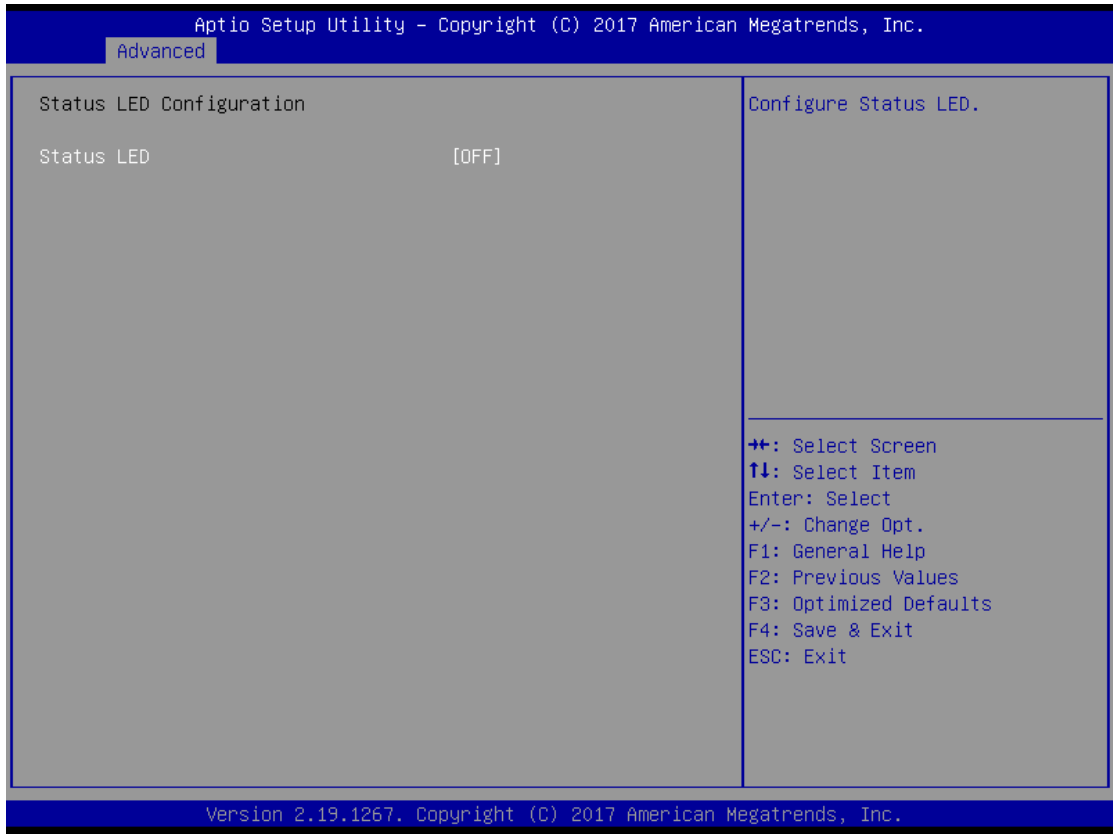 Aptio Setup Utility – Copyright (C) 2017 American Megatrends, Inc.
Advanced
Status LED Configuration
Status LED [OFF]
Configure Status LED.
→←: Select Screen
↑↓: Select Item
Enter: Select
+/-: Change Opt.
F1: General Help
F2: Previous Values
F3: Optimized Defaults
F4: Save & Exit
ESC: Exit
Version 2.19.1267. Copyright (C) 2017 American Megatrends, Inc.